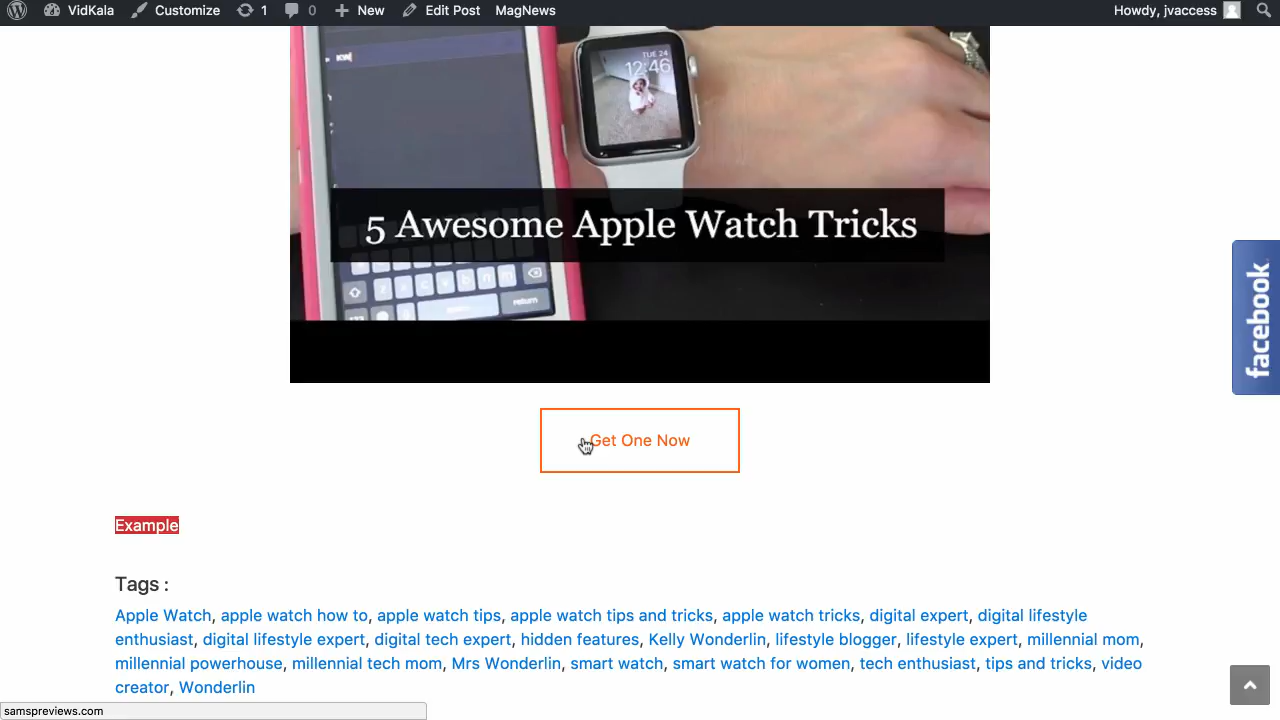 VidKala Customize 1 0 New Edit Post MagNews Howdy, jvaccess
TUE 24
12:46
return
5 Awesome Apple Watch Tricks
facebook
Get One Now
Example
Tags :
Apple Watch, apple watch how to, apple watch tips, apple watch tips and tricks, apple watch tricks, digital expert, digital lifestyle
enthusiast, digital lifestyle expert, digital tech expert, hidden features, Kelly Wonderlin, lifestyle blogger, lifestyle expert, millennial mom,
millennial powerhouse, millennial tech mom, Mrs Wonderlin, smart watch, smart watch for women, tech enthusiast, tips and tricks, video
creator, Wonderlin
samspreviews.com